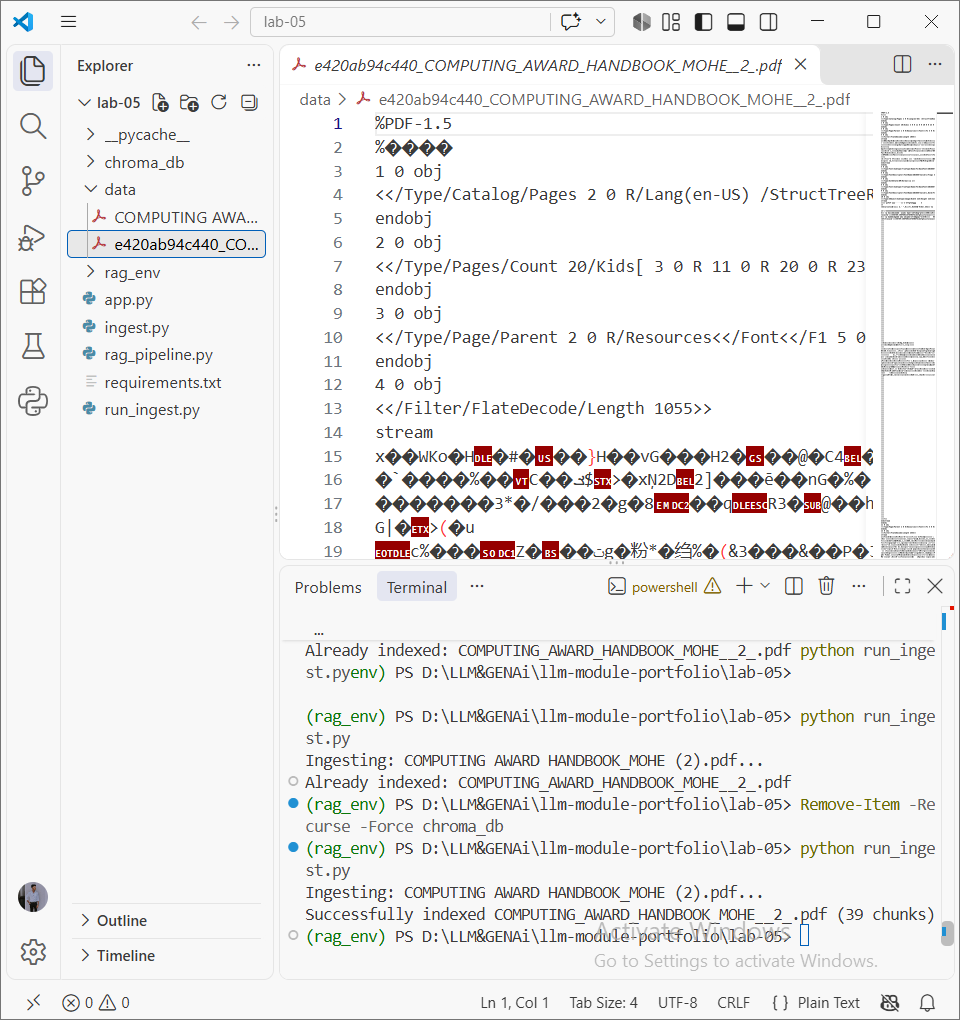 lab-05
Explorer
lab-05
__pycache__
chroma_db
data
COMPUTING AWA...
e420ab94c440_CO...
rag_env
app.py
ingest.py
rag_pipeline.py
requirements.txt
run_ingest.py
Outline
Timeline
e420ab94c440_COMPUTING_AWARD_HANDBOOK_MOHE__2_.pdf
data > e420ab94c440_COMPUTING_AWARD_HANDBOOK_MOHE__2_.pdf
1 %PDF-1.5
2 %����
3 1 0 obj
4 <</Type/Catalog/Pages 2 0 R/Lang(en-US) /StructTreeR
5 endobj
6 2 0 obj
7 <</Type/Pages/Count 20/Kids[ 3 0 R 11 0 R 20 0 R 23
8 endobj
9 3 0 obj
10 <</Type/Page/Parent 2 0 R/Resources<</Font<</F1 5 0
11 endobj
12 4 0 obj
13 <</Filter/FlateDecode/Length 1055>>
14 stream
15
16
17
18
19
Problems Terminal ... powershell
...
Already indexed: COMPUTING_AWARD_HANDBOOK_MOHE__2_.pdf python run_inge
st.pyenv) PS D:\LLM&GENAi\llm-module-portfolio\lab-05>
(rag_env) PS D:\LLM&GENAi\llm-module-portfolio\lab-05> python run_inge
st.py
Ingesting: COMPUTING AWARD HANDBOOK_MOHE (2).pdf...
Already indexed: COMPUTING_AWARD_HANDBOOK_MOHE__2_.pdf
(rag_env) PS D:\LLM&GENAi\llm-module-portfolio\lab-05> Remove-Item -Re
curse -Force chroma_db
(rag_env) PS D:\LLM&GENAi\llm-module-portfolio\lab-05> python run_inge
st.py
Ingesting: COMPUTING AWARD HANDBOOK_MOHE (2).pdf...
Successfully indexed COMPUTING_AWARD_HANDBOOK_MOHE__2_.pdf (39 chunks)
(rag_env) PS D:\LLM&GENAi\llm-module-portfolio\lab-05>
Activate Windows
Go to Settings to activate Windows.
0 0 Ln 1, Col 1 Tab Size: 4 UTF-8 CRLF { } Plain Text